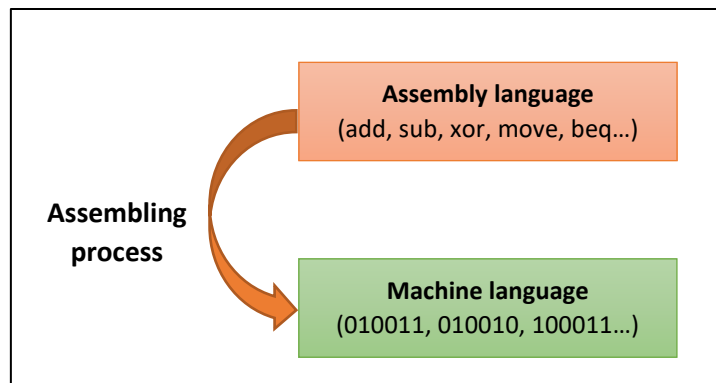 Assembly language
(add, sub, xor, move, beq…)
Assembling
process
Machine language
(010011, 010010, 100011…)